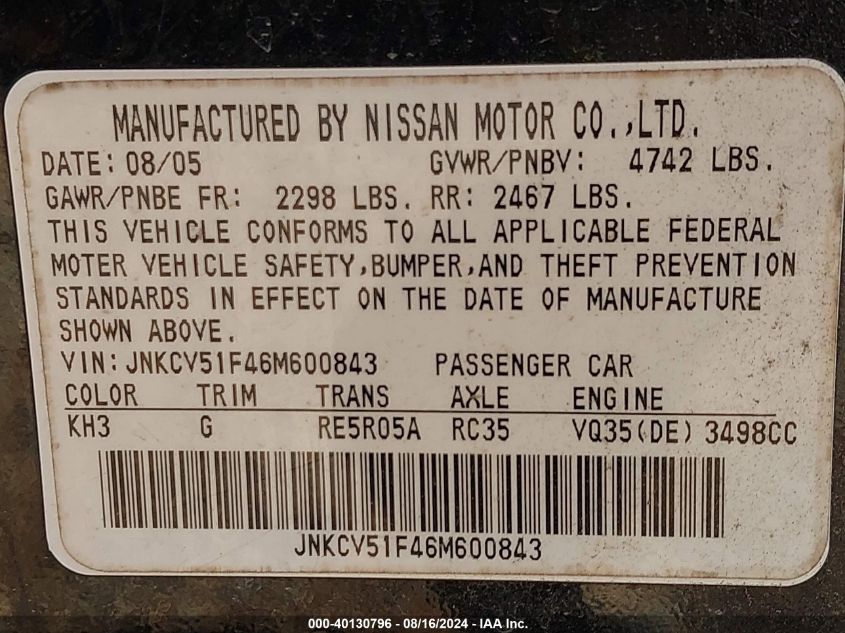 MANUFACTURED BY NISSAN MOTOR CO.,LTD.
DATE: 08/05 GVWR/PNBV: 4742 LBS.
GAWR/PNBE FR: 2298 LBS. RR: 2467 LBS.
THIS VEHICLE CONFORMS TO ALL APPLICABLE FEDERAL
MOTER VEHICLE SAFETY,BUMPER,AND THEFT PREVENTION
STANDARDS IN EFFECT ON THE DATE OF MANUFACTURE
SHOWN ABOVE.
VIN: JNKCV51F46M600843 PASSENGER CAR
COLOR TRIM TRANS AXLE ENGINE
KH3 G RE5R05A RC35 VQ35(DE) 3498CC
JNKCV51F46M600843
000-40130796 - 08/16/2024 - IAA Inc.